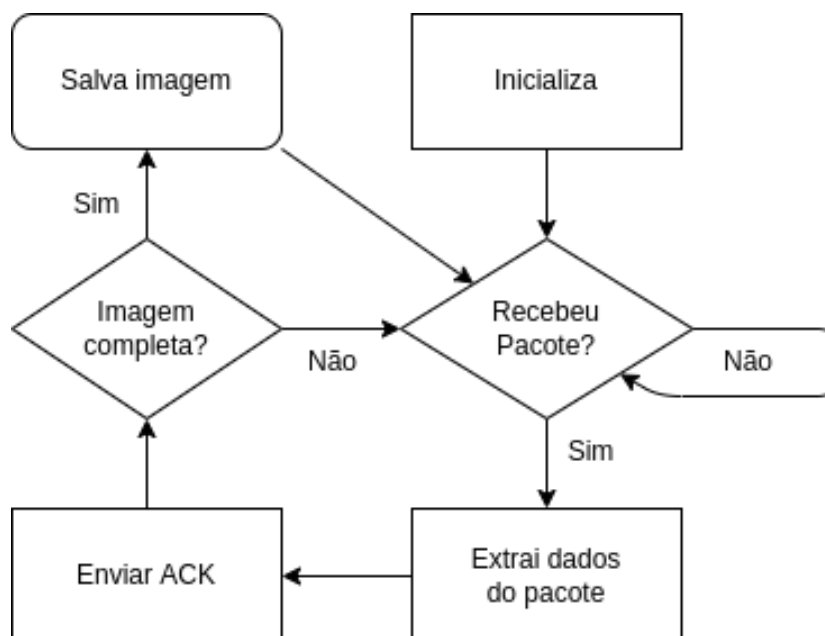 Salva imagem
Inicializa
Sim
Imagem
completa?
Não
Recebeu
Pacote?
Não
Sim
Enviar ACK
Extrai dados
do pacote